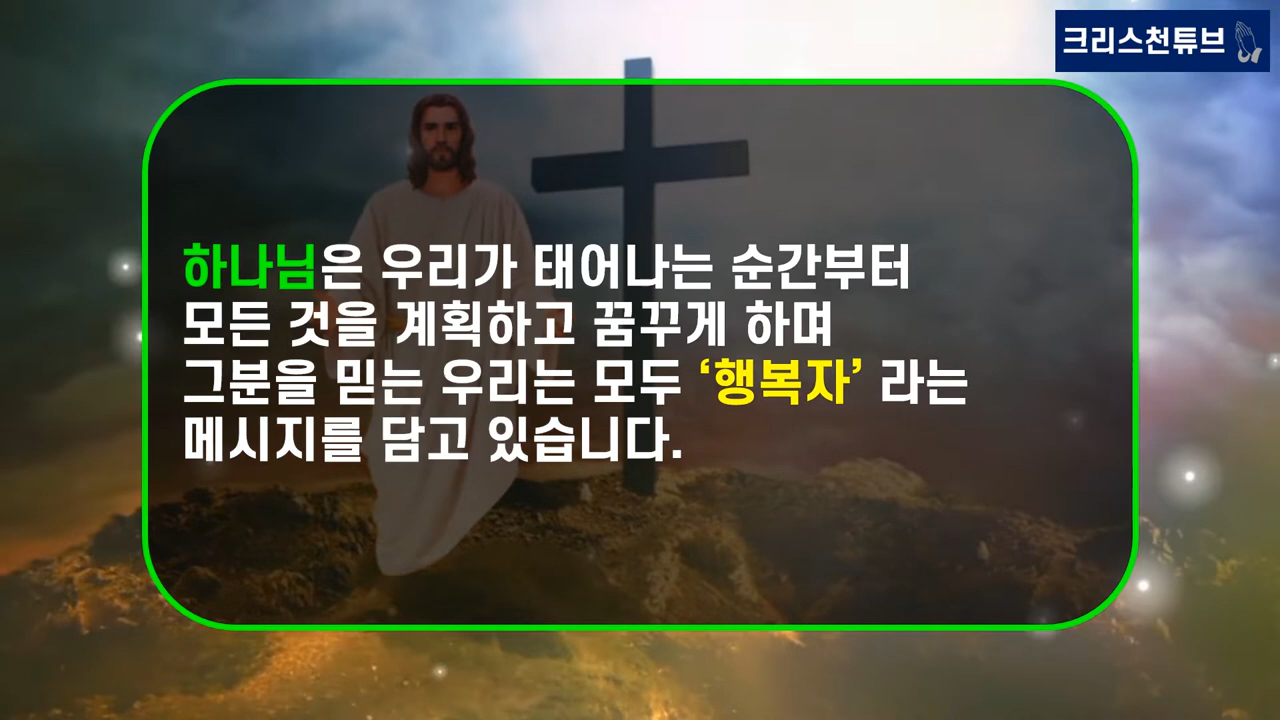 크리스천튜브
하나님은 우리가 태어나는 순간부터
모든 것을 계획하고 꿈꾸게 하며
그분을 믿는 우리는 모두 ‘행복자’ 라는
메시지를 담고 있습니다.